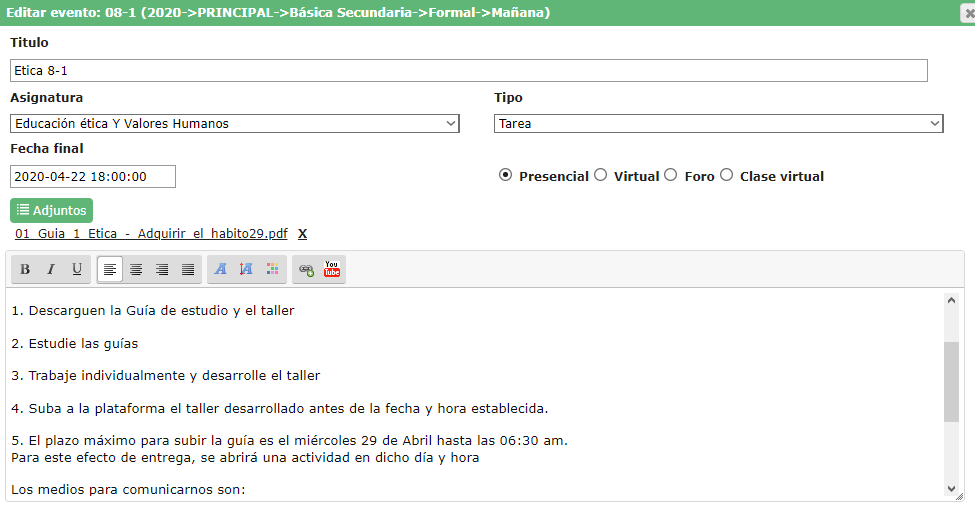 Editar evento: 08-1 (2020->PRINCIPAL->Básica Secundaria->Formal->Mañana)
Titulo
Etica 8-1
Asignatura
Tipo
Educación ética Y Valores Humanos
Tarea
Fecha final
2020-04-22 18:00:00
Presencial Virtual Foro Clase virtual
Adjuntos
01_Guia_1_Etica_-_Adquirir_el_habito29.pdf X
B I U A A You Tube
1. Descarguen la Guía de estudio y el taller
2. Estudie las guías
3. Trabaje individualmente y desarrolle el taller
4. Suba a la plataforma el taller desarrollado antes de la fecha y hora establecida.
5. El plazo máximo para subir la guía es el miércoles 29 de Abril hasta las 06:30 am.
Para este efecto de entrega, se abrirá una actividad en dicho día y hora
Los medios para comunicarnos son: